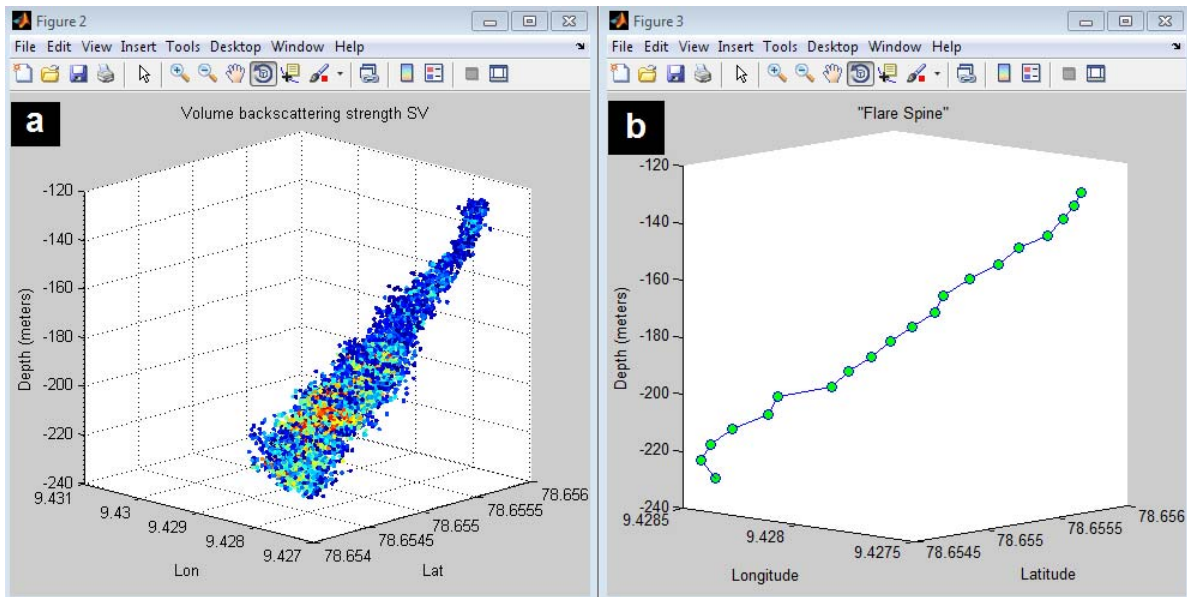 Figure 2
File Edit View Insert Tools Desktop Window Help
a
Volume backscattering strength SV
Depth (meters)
-120
-140
-160
-180
-200
-220
-240
9.431
9.43
9.429
9.428
9.427
Lon
78.654
78.6545
78.655
78.6555
78.656
Lat
Figure 3
File Edit View Insert Tools Desktop Window Help
b
"Flare Spine"
Depth (meters)
-120
-140
-160
-180
-200
-220
-240
9.4285
9.428
9.4275
Longitude
78.6545
78.655
78.6555
78.656
Latitude